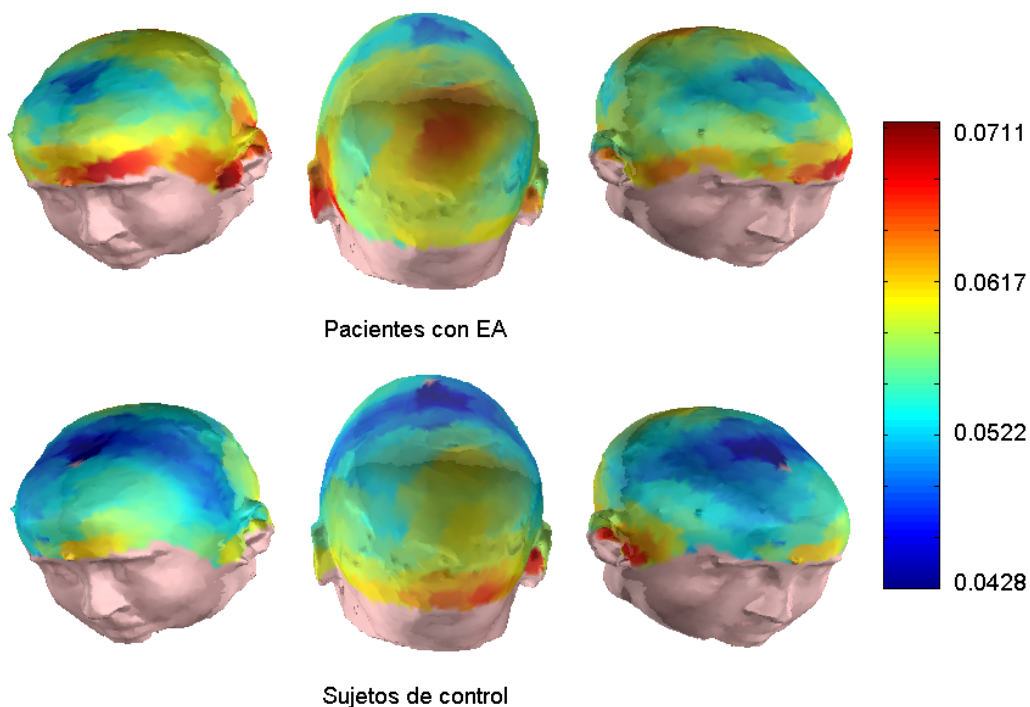 0.0711
0.0617
Pacientes con EA
0.0522
0.0428
Sujetos de control